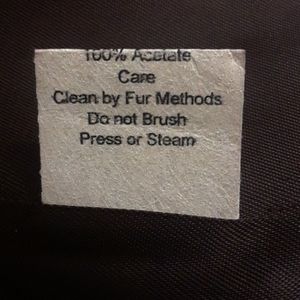 100% Acetate
Care
Clean by Fur Methods
Do not Brush
Press or Steam